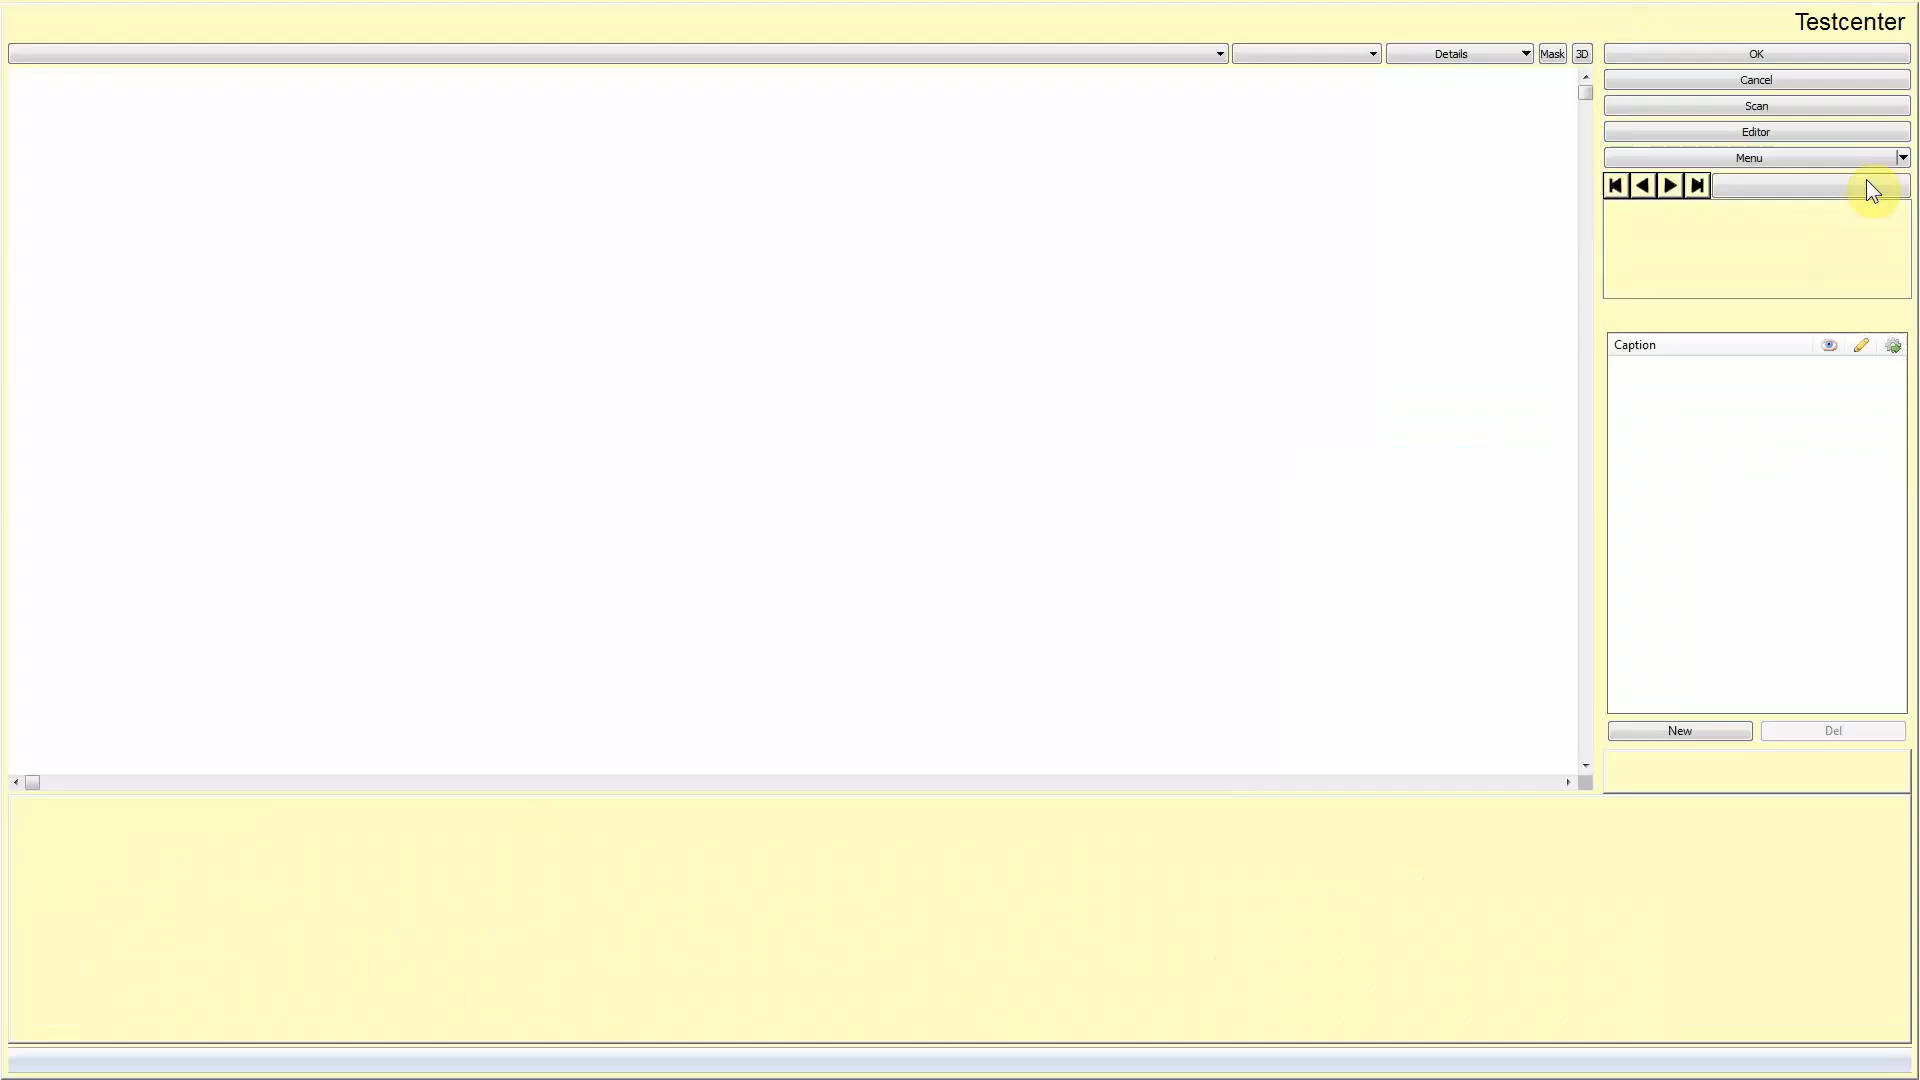 Testcenter
Details
Mask
3D
OK
Cancel
Scan
Editor
Menu
Caption
New
Del